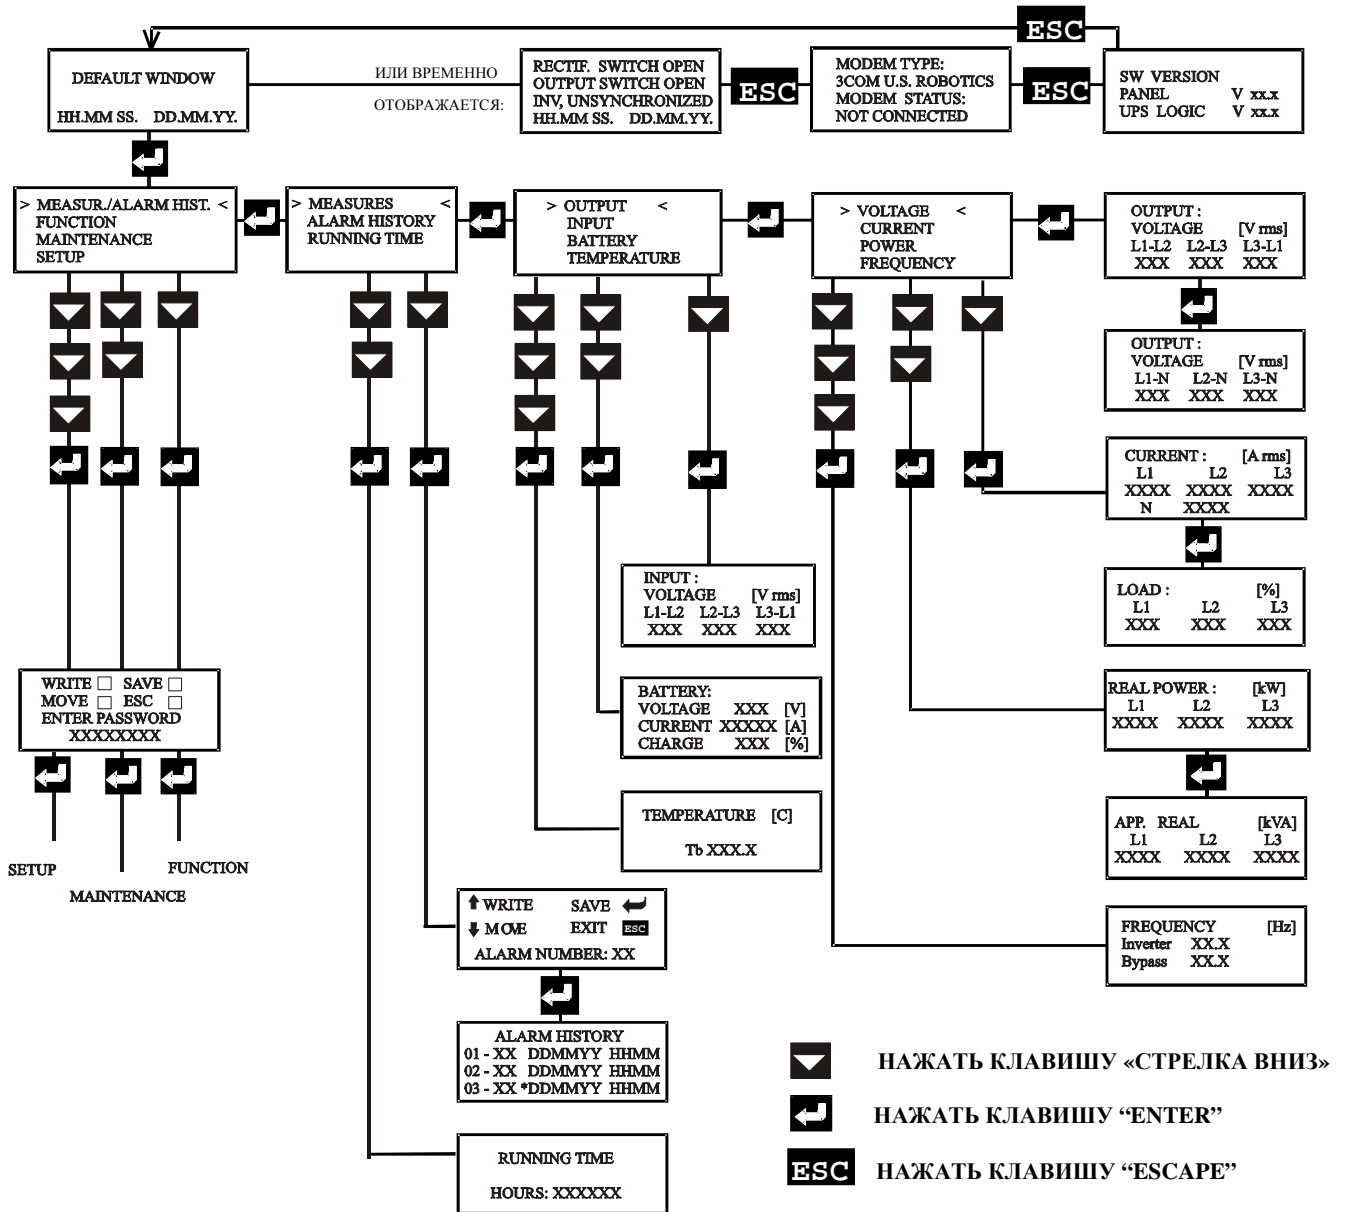 ESC
DEFAULT WINDOW
HH.MM SS. DD.MM.YY.
ИЛИ ВРЕМЕННО
ОТОБРАЖАЕТСЯ:
RECTIF. SWITCH OPEN
OUTPUT SWITCH OPEN
INV, UNSYNCHRONIZED
HH.MM SS. DD.MM.YY.
ESC
MODEM TYPE:
3COM U.S. ROBOTICS
MODEM STATUS:
NOT CONNECTED
ESC
SW VERSION
PANEL V xx.x
UPS LOGIC V xx.x
> MEASUR./ALARM HIST. <
FUNCTION
MAINTENANCE
SETUP
> MEASURES <
ALARM HISTORY
RUNNING TIME
> OUTPUT <
INPUT
BATTERY
TEMPERATURE
> VOLTAGE <
CURRENT
POWER
FREQUENCY
OUTPUT :
VOLTAGE [V rms]
L1-L2 L2-L3 L3-L1
XXX XXX XXX
OUTPUT :
VOLTAGE [V rms]
L1-N L2-N L3-N
XXX XXX XXX
CURRENT : [A rms]
L1 L2 L3
XXXX XXXX XXXX
N XXXX
LOAD : [%]
L1 L2 L3
XXX XXX XXX
INPUT :
VOLTAGE [V rms]
L1-L2 L2-L3 L3-L1
XXX XXX XXX
WRITE □ SAVE □
MOVE □ ESC □
ENTER PASSWORD
XXXXXXXX
BATTERY:
VOLTAGE XXX [V]
CURRENT XXXXX [A]
CHARGE XXX [%]
REAL POWER : [kW]
L1 L2 L3
XXXX XXXX XXXX
TEMPERATURE [C]
Tb XXX.X
APP. REAL [kVA]
L1 L2 L3
XXXX XXXX XXXX
SETUP
MAINTENANCE
FUNCTION
WRITE SAVE
MOVE EXIT ESC
ALARM NUMBER: XX
FREQUENCY [Hz]
Inverter XX.X
Bypass XX.X
ALARM HISTORY
01 - XX DDMMYY HHMM
02 - XX DDMMYY HHMM
03 - XX *DDMMYY HHMM
RUNNING TIME
HOURS: XXXXXX
НАЖАТЬ КЛАВИШУ «СТРЕЛКА ВНИЗ»
НАЖАТЬ КЛАВИШУ “ENTER”
ESC НАЖАТЬ КЛАВИШУ “ESCAPE”